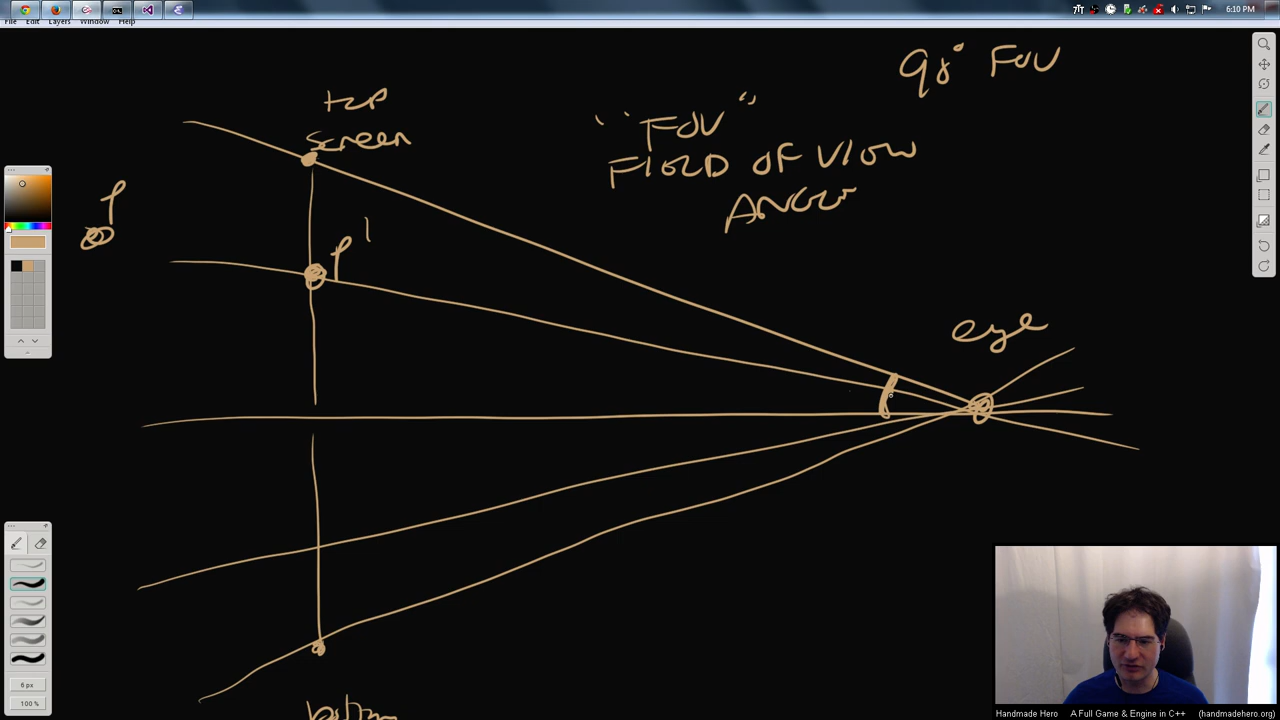 6:10 PM
File Edit Layers Window Help
90° FOV
top
screen
"FOV"
FIELD OF VIEW
ANGLE
P
P'
eye
6 px
100 %
bottom
Handmade Hero A Full Game & Engine in C++ (handmadehero.org)